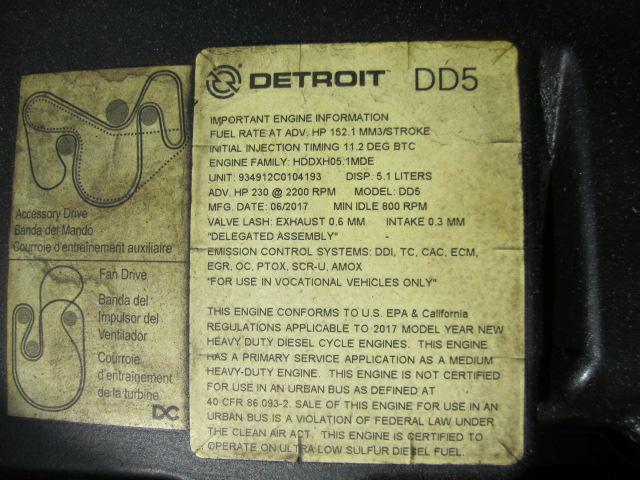 DETROIT DD5
IMPORTANT ENGINE INFORMATION
FUEL RATE AT ADV. HP 152.1 MM3/STROKE
INITIAL INJECTION TIMING 11.2 DEG BTC
ENGINE FAMILY: HDDXH05.1MDE
UNIT: 934912C0104193 DISP. 5.1 LITERS
ADV. HP 230 @ 2200 RPM MODEL: DD5
MFG. DATE: 06/2017 MIN IDLE 800 RPM
VALVE LASH: EXHAUST 0.6 MM INTAKE 0.3 MM
"DELEGATED ASSEMBLY" -
EMISSION CONTROL SYSTEMS: DDI, TC, CAC, ECM,
EGR, OC, PTOX, SCR-U, AMOX
"FOR USE IN VOCATIONAL VEHICLES ONLY"
THIS ENGINE CONFORMS TO U.S. EPA & California
REGULATIONS APPLICABLE TO 2017 MODEL YEAR NEW
HEAVY DUTY DIESEL CYCLE ENGINES. THIS ENGINE
HAS A PRIMARY SERVICE APPLICATION AS A MEDIUM
HEAVY-DUTY ENGINE. THIS ENGINE IS NOT CERTIFIED
FOR USE IN AN URBAN BUS AS DEFINED AT
40 CFR 86.093-2. SALE OF THIS ENGINE FOR USE IN AN
URBAN BUS IS A VIOLATION OF FEDERAL LAW UNDER
THE CLEAN AIR ACT. THIS ENGINE IS CERTIFIED TO
OPERATE ON ULTRA LOW SULFUR DIESEL FUEL.
Accessory Drive
Banda del Mando
Courroie d'entraînement auxiliaire
Fan Drive
Banda del
Impulsor del
Ventilador
Courroie
d'entraînement
de la turbine
DC